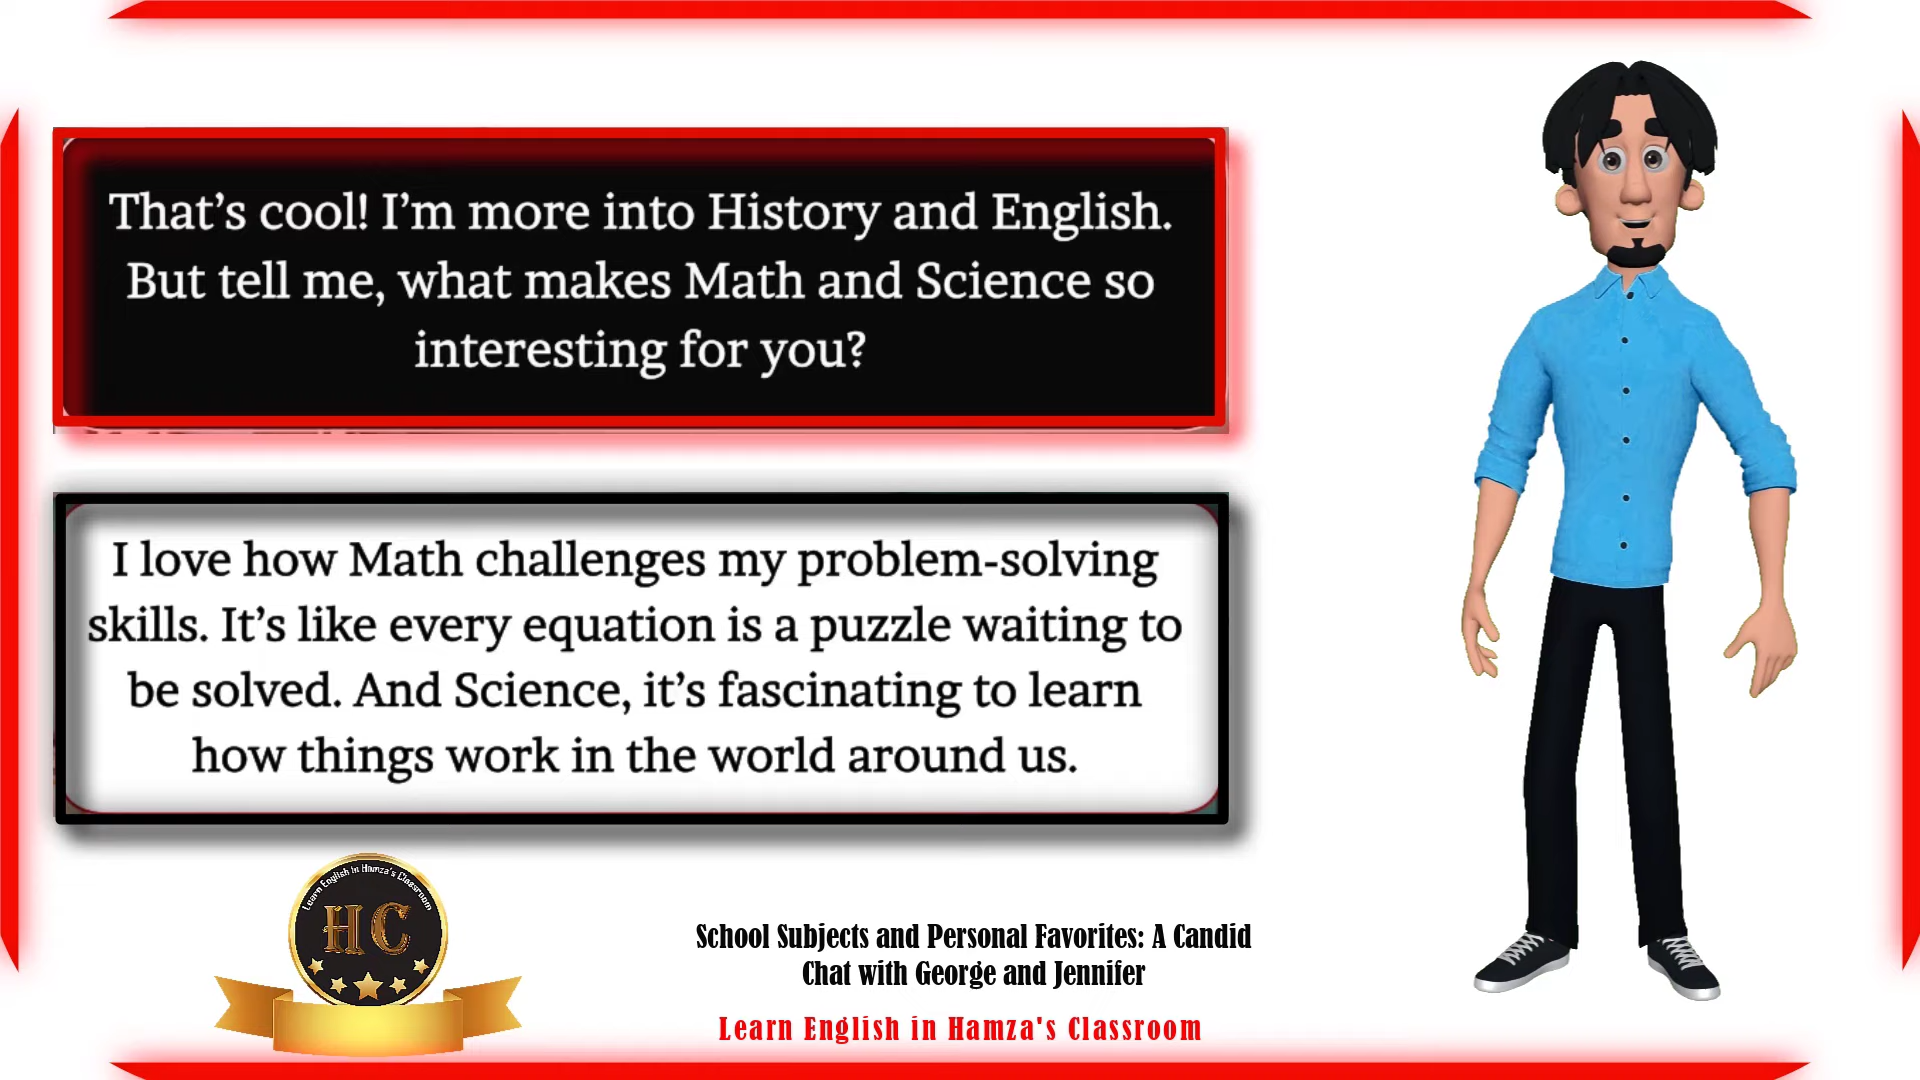 That’s cool! I’m more into History and English.
But tell me, what makes Math and Science so
interesting for you?
I love how Math challenges my problem-solving
skills. It’s like every equation is a puzzle waiting to
be solved. And Science, it’s fascinating to learn
how things work in the world around us.
Learn English in Hamza's Classroom
HC
School Subjects and Personal Favorites: A Candid
Chat with George and Jennifer
Learn English in Hamza's Classroom